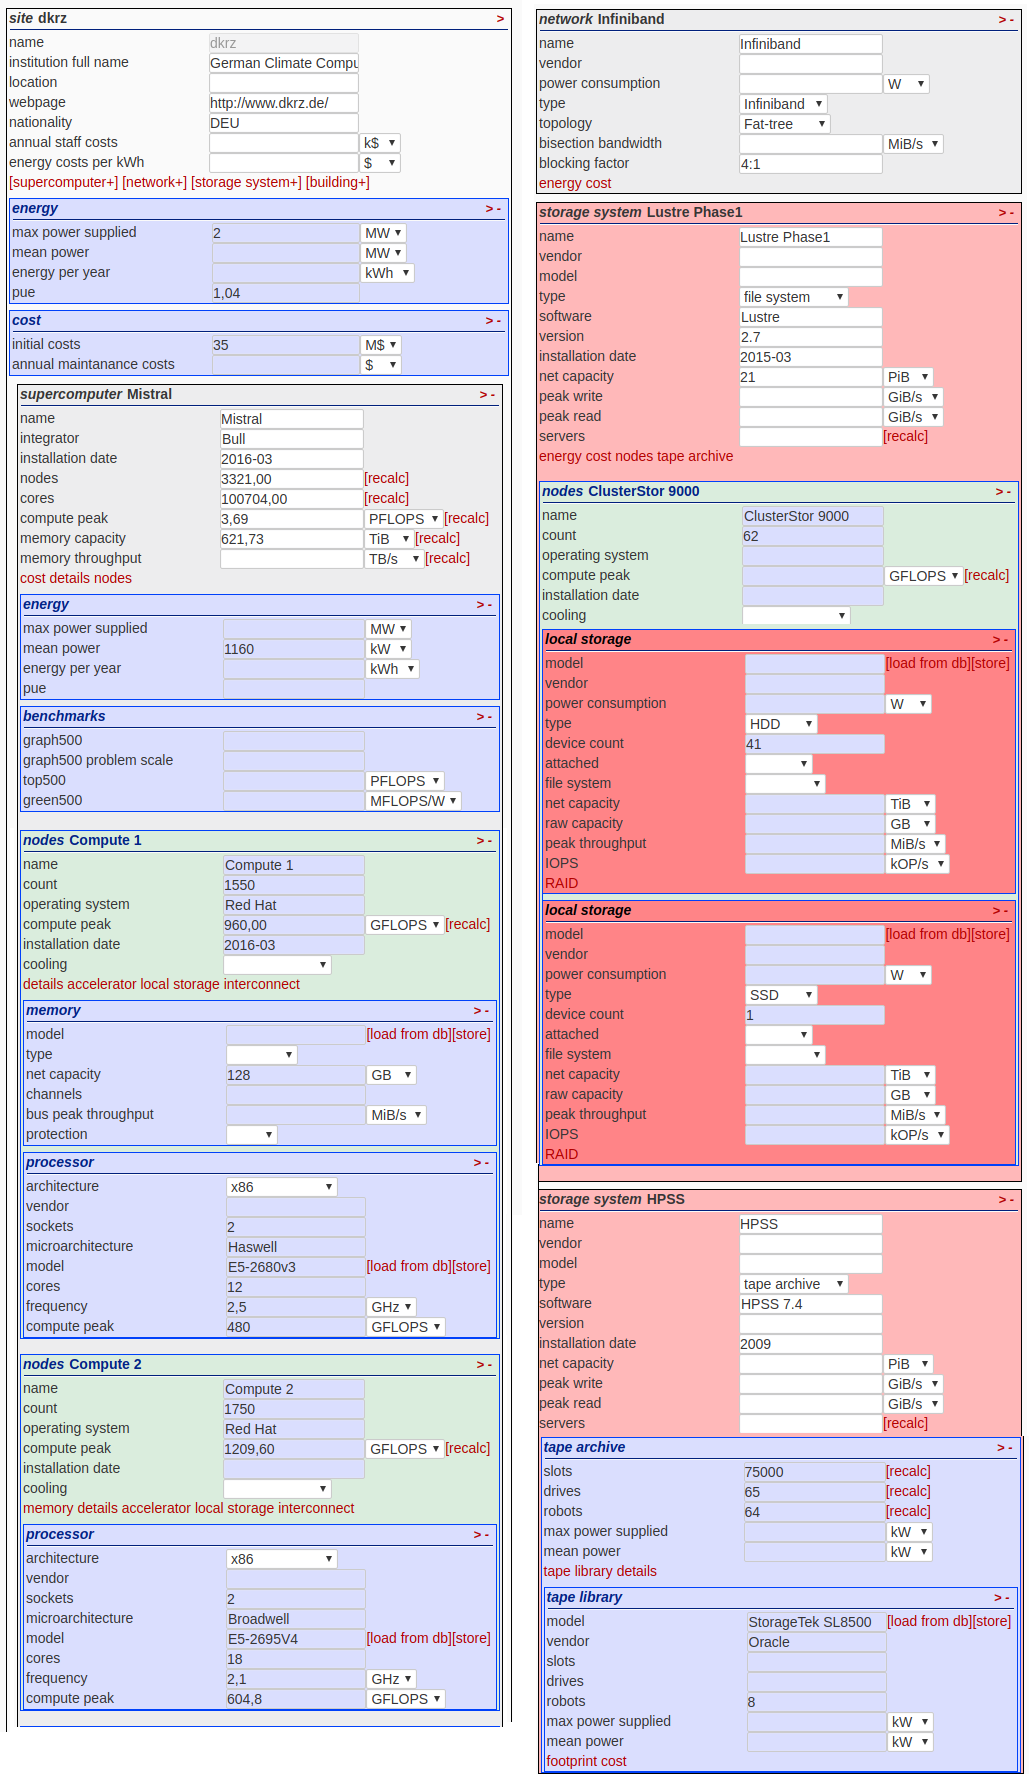 site dkrz >
name dkrz
institution full name German Climate Compu
location
webpage http://www.dkrz.de/
nationality DEU
annual staff costs k$
energy costs per kWh $
[supercomputer+] [network+] [storage system+] [building+]
energy > -
max power supplied 2 MW
mean power MW
energy per year kWh
pue 1,04
cost > -
initial costs 35 M$
annual maintanance costs $
supercomputer Mistral > -
name Mistral
integrator Bull
installation date 2016-03
nodes 3321,00 [recalc]
cores 100704,00 [recalc]
compute peak 3,69 PFLOPS [recalc]
memory capacity 621,73 TiB [recalc]
memory throughput TB/s [recalc]
cost details nodes
energy > -
max power supplied MW
mean power 1160 kW
energy per year kWh
pue
benchmarks > -
graph500
graph500 problem scale
top500 PFLOPS
green500 MFLOPS/W
nodes Compute 1 > -
name Compute 1
count 1550
operating system Red Hat
compute peak 960,00 GFLOPS [recalc]
installation date 2016-03
cooling
details accelerator local storage interconnect
memory > -
model [load from db][store]
type
net capacity 128 GB
channels
bus peak throughput MiB/s
protection
processor > -
architecture x86
vendor
sockets 2
microarchitecture Haswell
model E5-2680v3 [load from db][store]
cores 12
frequency 2,5 GHz
compute peak 480 GFLOPS
nodes Compute 2 > -
name Compute 2
count 1750
operating system Red Hat
compute peak 1209,60 GFLOPS [recalc]
installation date
cooling
memory details accelerator local storage interconnect
processor > -
architecture x86
vendor
sockets 2
microarchitecture Broadwell
model E5-2695V4 [load from db][store]
cores 18
frequency 2,1 GHz
compute peak 604,8 GFLOPS
network Infiniband > -
name Infiniband
vendor
power consumption W
type Infiniband
topology Fat-tree
bisection bandwidth MiB/s
blocking factor 4:1
energy cost
storage system Lustre Phase1 > -
name Lustre Phase1
vendor
model
type file system
software Lustre
version 2.7
installation date 2015-03
net capacity 21 PiB
peak write GiB/s
peak read GiB/s
servers [recalc]
energy cost nodes tape archive
nodes ClusterStor 9000 > -
name ClusterStor 9000
count 62
operating system
compute peak GFLOPS [recalc]
installation date
cooling
local storage > -
model [load from db][store]
vendor
power consumption W
type HDD
device count 41
attached
file system
net capacity TiB
raw capacity GB
peak throughput MiB/s
IOPS kOP/s
RAID
local storage > -
model [load from db][store]
vendor
power consumption W
type SSD
device count 1
attached
file system
net capacity TiB
raw capacity GB
peak throughput MiB/s
IOPS kOP/s
RAID
storage system HPSS > -
name HPSS
vendor
model
type tape archive
software HPSS 7.4
version
installation date 2009
net capacity PiB
peak write GiB/s
peak read GiB/s
servers [recalc]
tape archive > -
slots 75000 [recalc]
drives 65 [recalc]
robots 64 [recalc]
max power supplied kW
mean power kW
tape library details
tape library > -
model StorageTek SL8500 [load from db][store]
vendor Oracle
slots
drives
robots 8
max power supplied kW
mean power kW
footprint cost